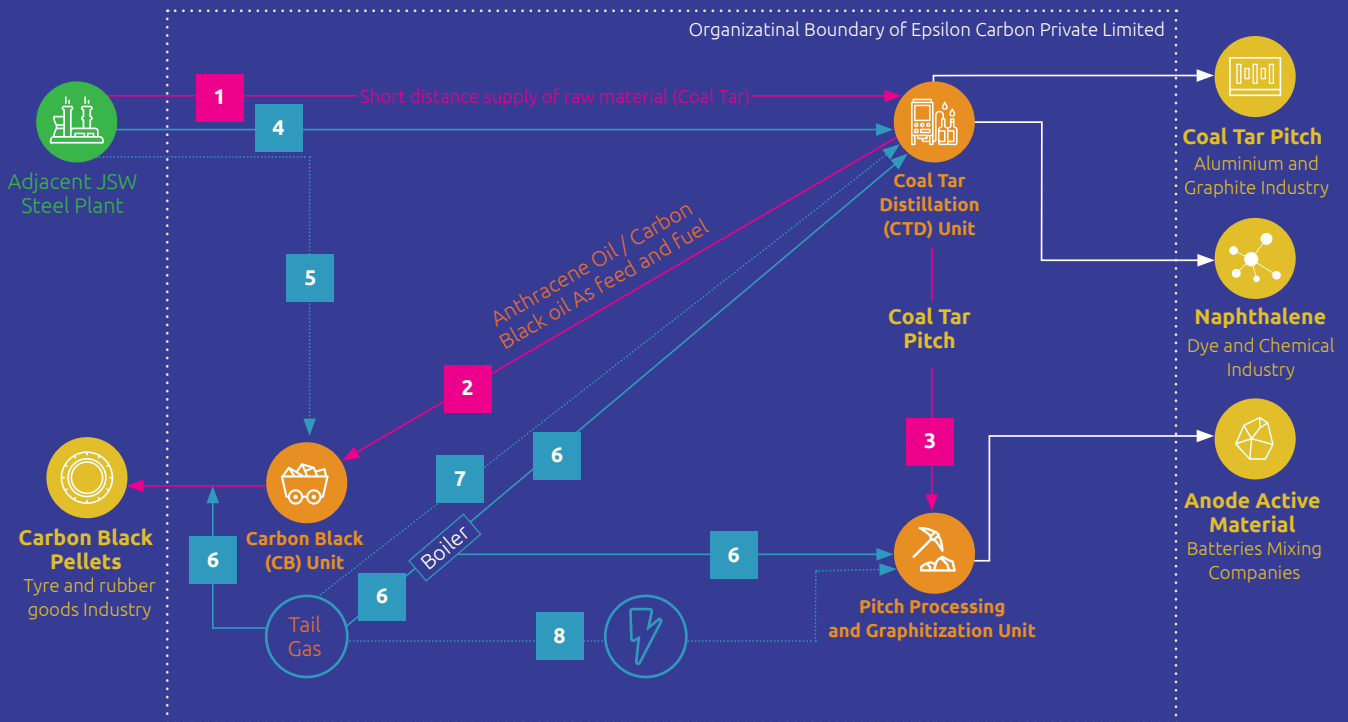 Organizatinal Boundary of Epsilon Carbon Private Limited
1
Short distance supply of raw material (Coal Tar)
4
Adjacent JSW
Steel Plant
Coal Tar
Distillation
(CTD) Unit
Coal Tar Pitch
Aluminium and
Graphite Industry
5
Anthracene Oil / Carbon
Black oil As feed and fuel
2
Coal Tar
Pitch
Naphthalene
Dye and Chemical
Industry
3
7
6
Carbon Black
Pellets
Tyre and rubber
goods Industry
6
Carbon Black
(CB) Unit
Boiler
6
6
Tail
Gas
8
Pitch Processing
and Graphitization Unit
Anode Active
Material
Batteries Mixing
Companies